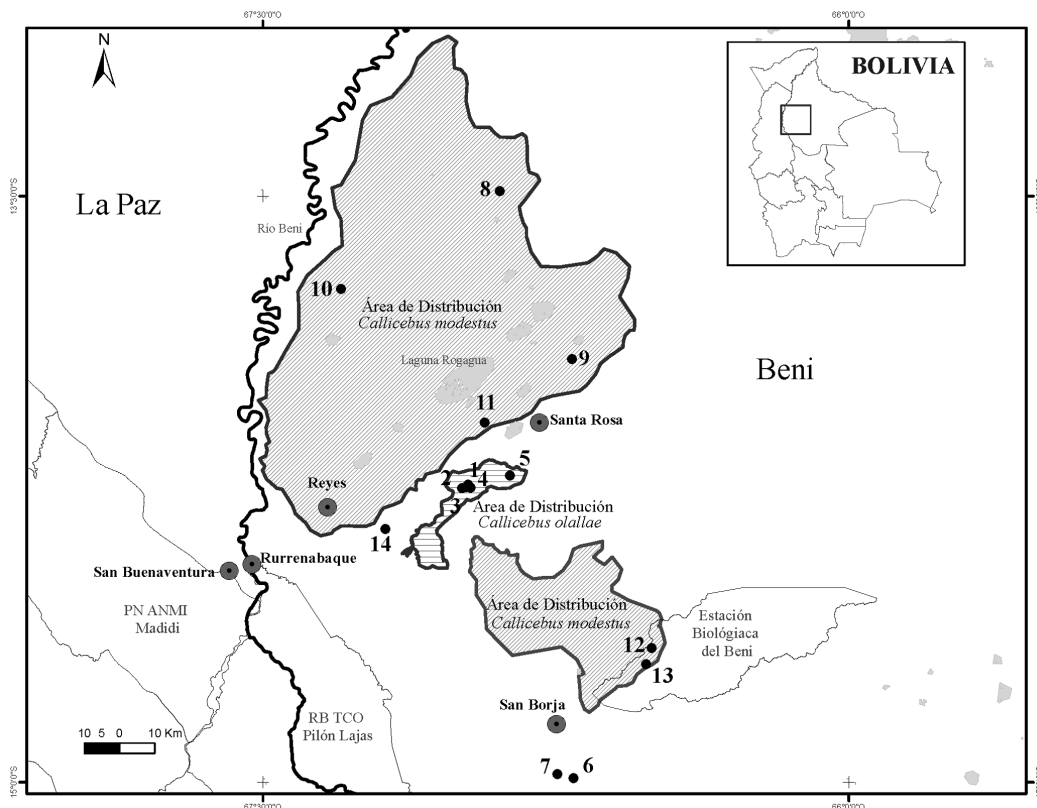 67°30'0"O
66°0'0"O
N
BOLIVIA
13°30'0"S
La Paz
8
Río Beni
10
Área de Distribución
Callicebus modestus
Laguna Rogagua
9
Beni
11
Santa Rosa
1
5
2
4
Reyes
3
Área de Distribución
Callicebus olallae
14
Rurrenabaque
San Buenaventura
PN ANMI
Madidi
Área de Distribución
Callicebus modestus
Estación
Biológiaca
del Beni
12
13
San Borja
RB TCO
Pilón Lajas
10 5 0 10 Km
7
6
15°0'0"S
67°30'0"O
66°0'0"O